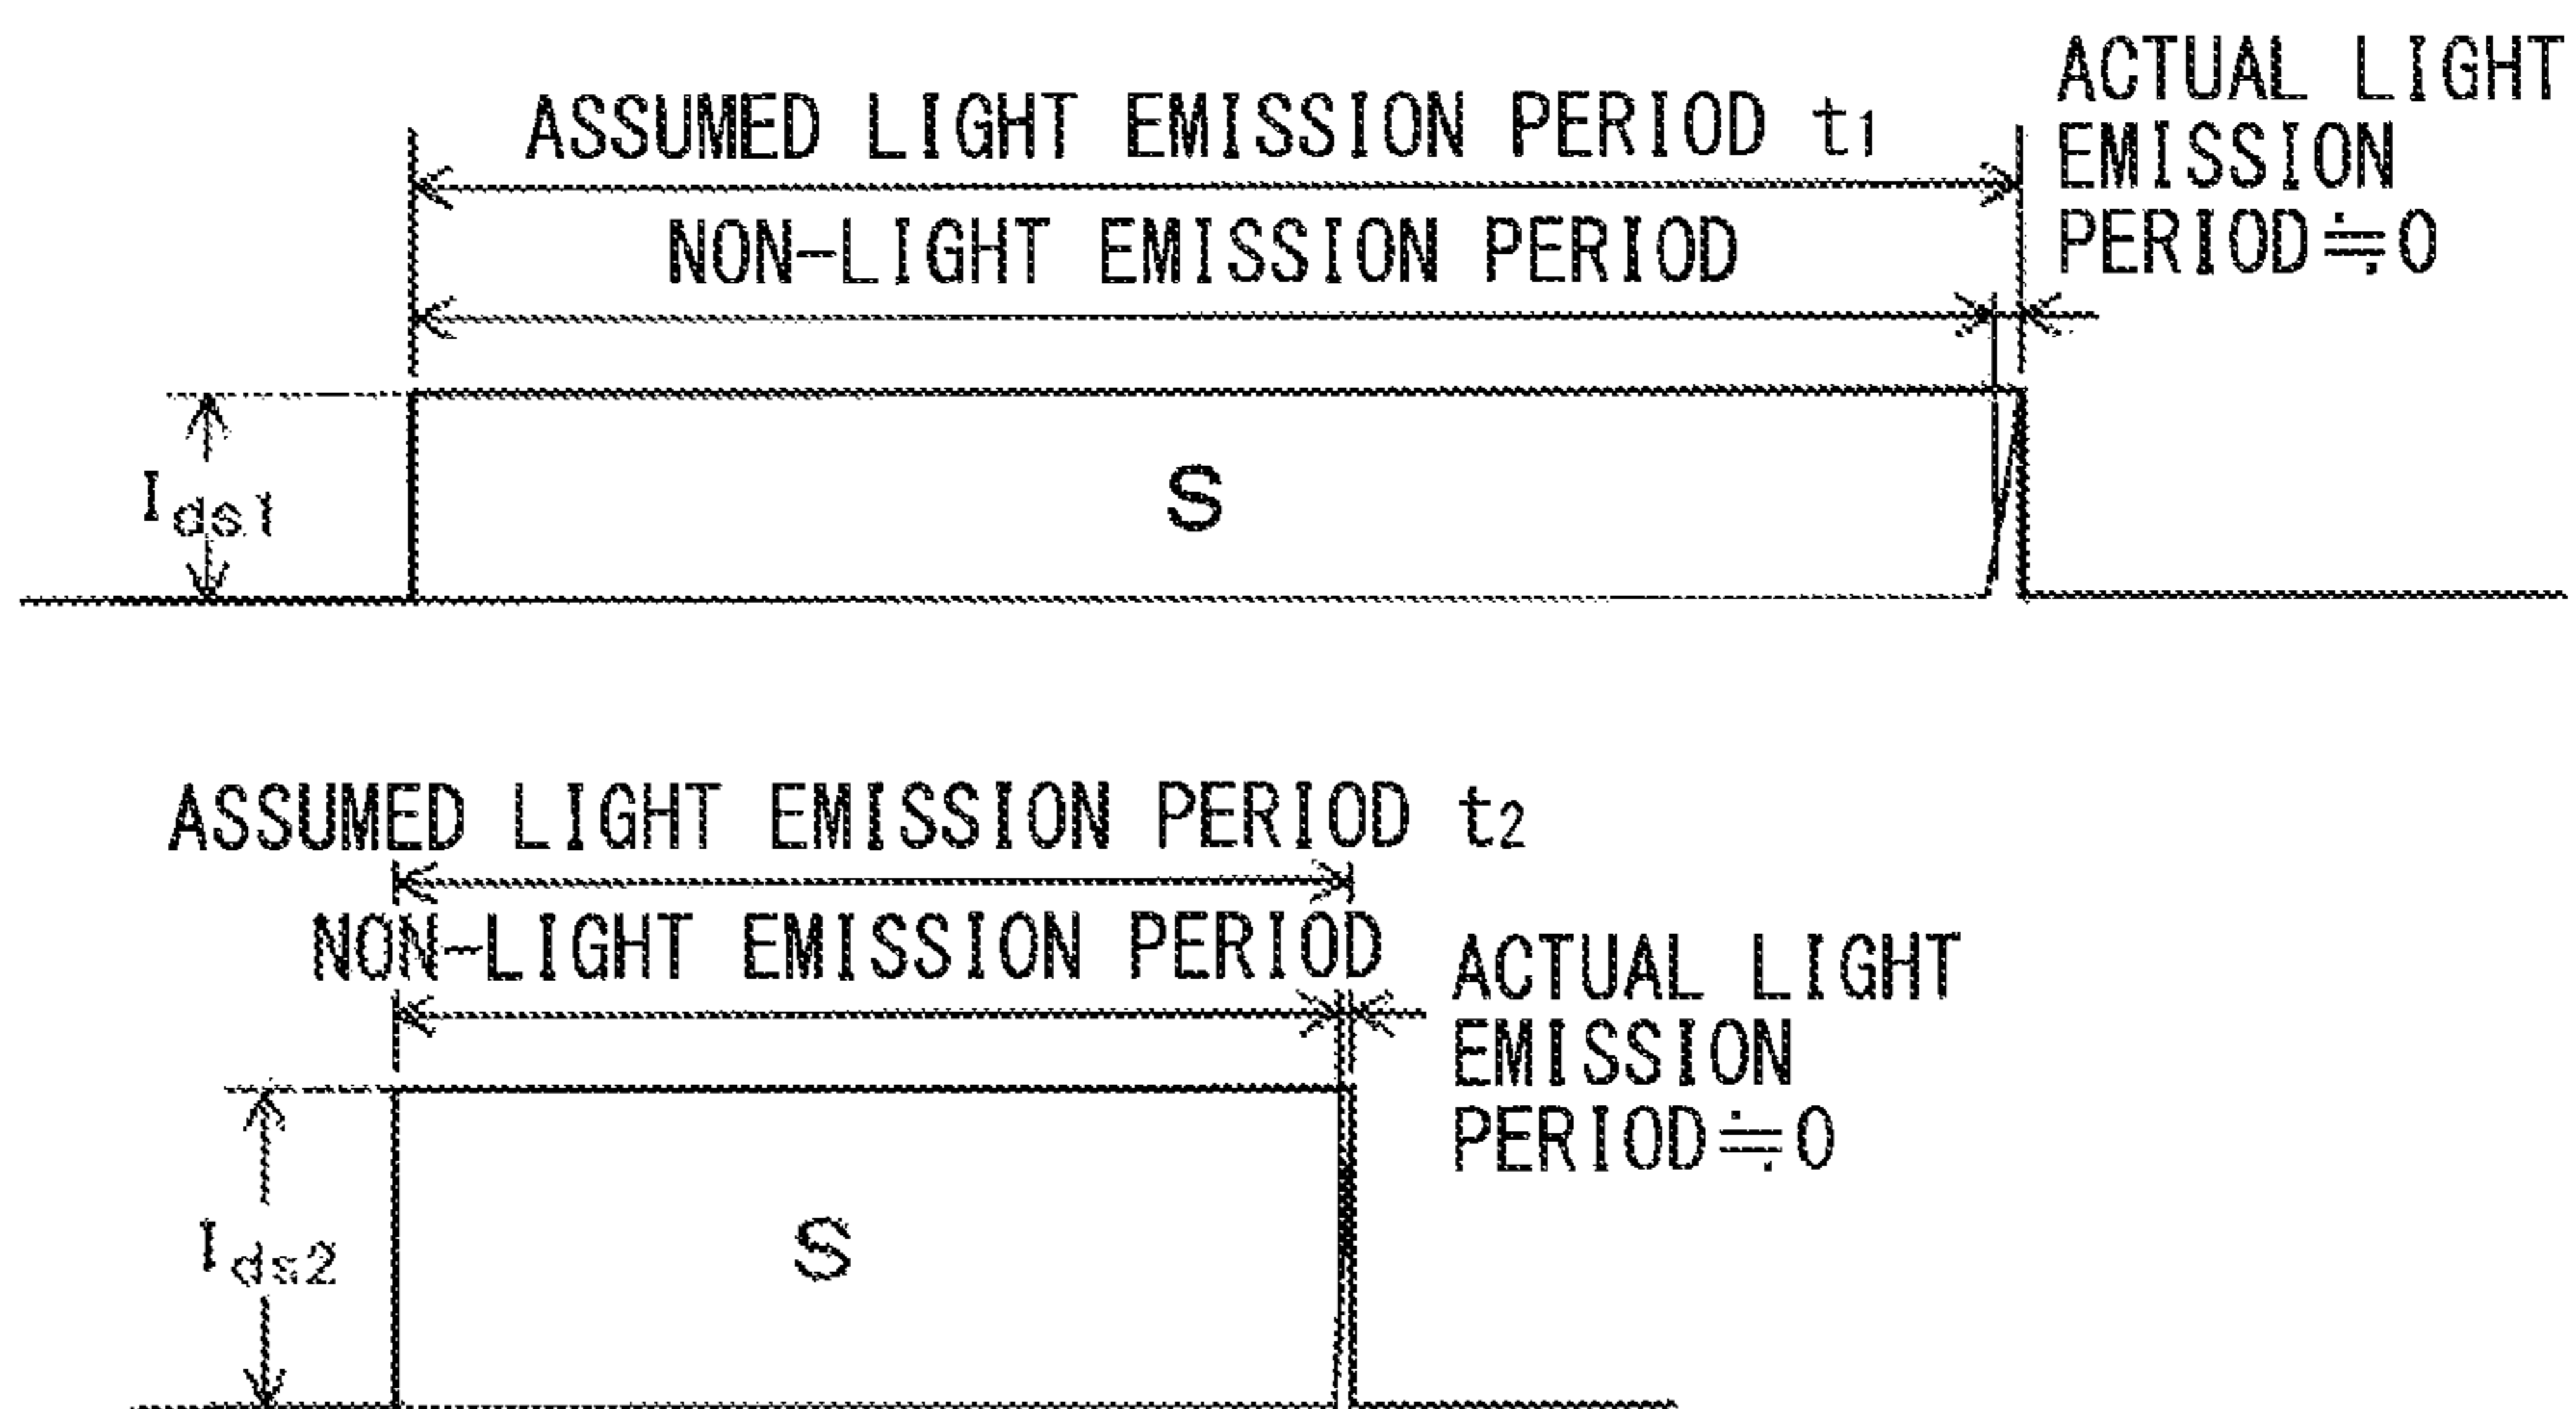 ASSUMED LIGHT EMISSION PERIOD t1
NON-LIGHT EMISSION PERIOD
ACTUAL LIGHT
EMISSION
PERIOD≒0
Ids1
S
ASSUMED LIGHT EMISSION PERIOD t2
NON-LIGHT EMISSION PERIOD
ACTUAL LIGHT
EMISSION
PERIOD≒0
Ids2
S